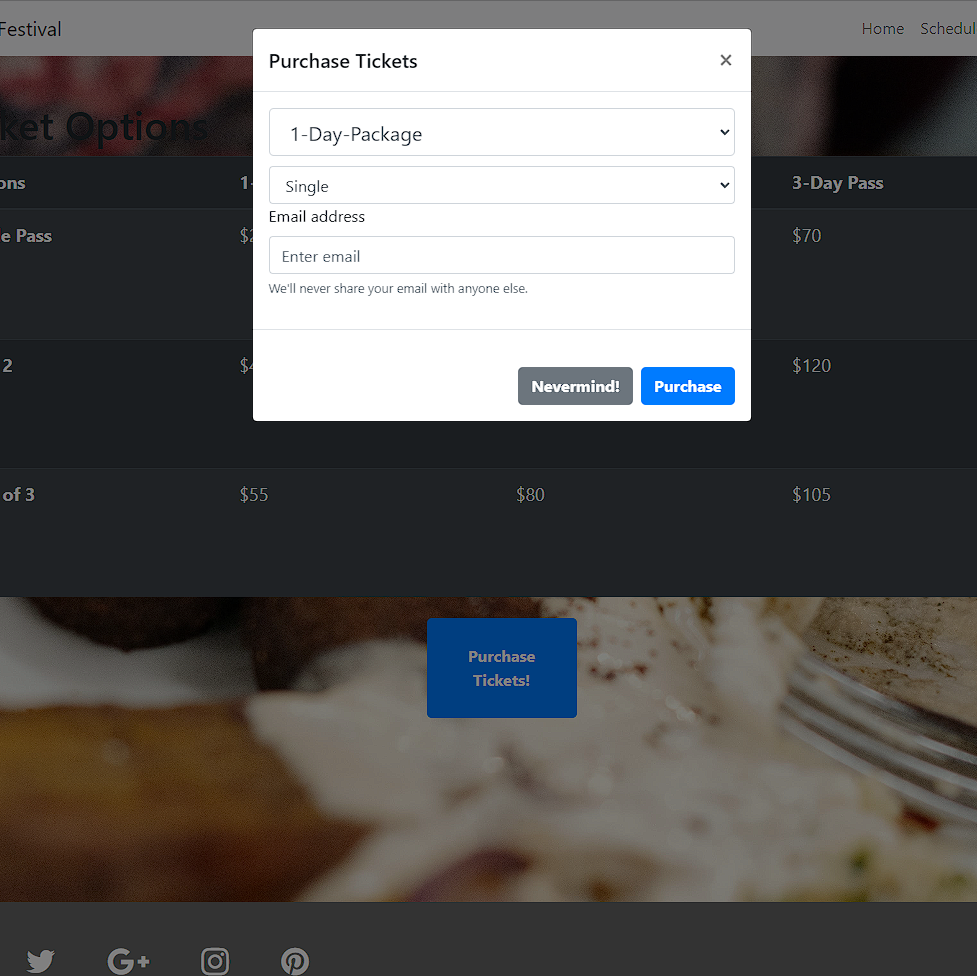 Festival
Home Schedul
Purchase Tickets
×
ket Options
1-Day-Package
ons
1-
3-Day Pass
Single
Email address
e Pass
$2
$70
Enter email
We'll never share your email with anyone else.
2
$4
$120
Nevermind!
Purchase
of 3
$55
$80
$105
Purchase
Tickets!
G+